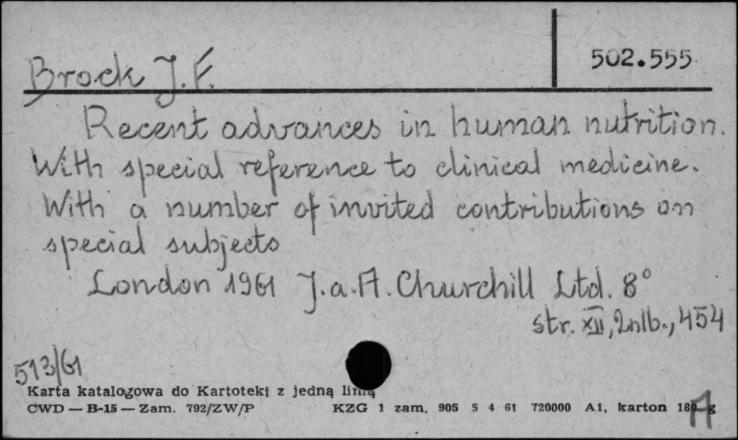 502.555
Brock J.F.
Recent advances in human nutrition.
With special reference to clinical medicine.
With a number of invited contributions on
special subjects
London 1961 J.a.A. Churchill Ltd. 8°
str. XII, 2nlb., 454
513/61
Karta katalogowa do Kartoteki z jedną linią
CWD — B-15 — Zam. 792/ZW/P KZG 1 zam. 905 5 4 61 720000 A1, karton 180 g
A